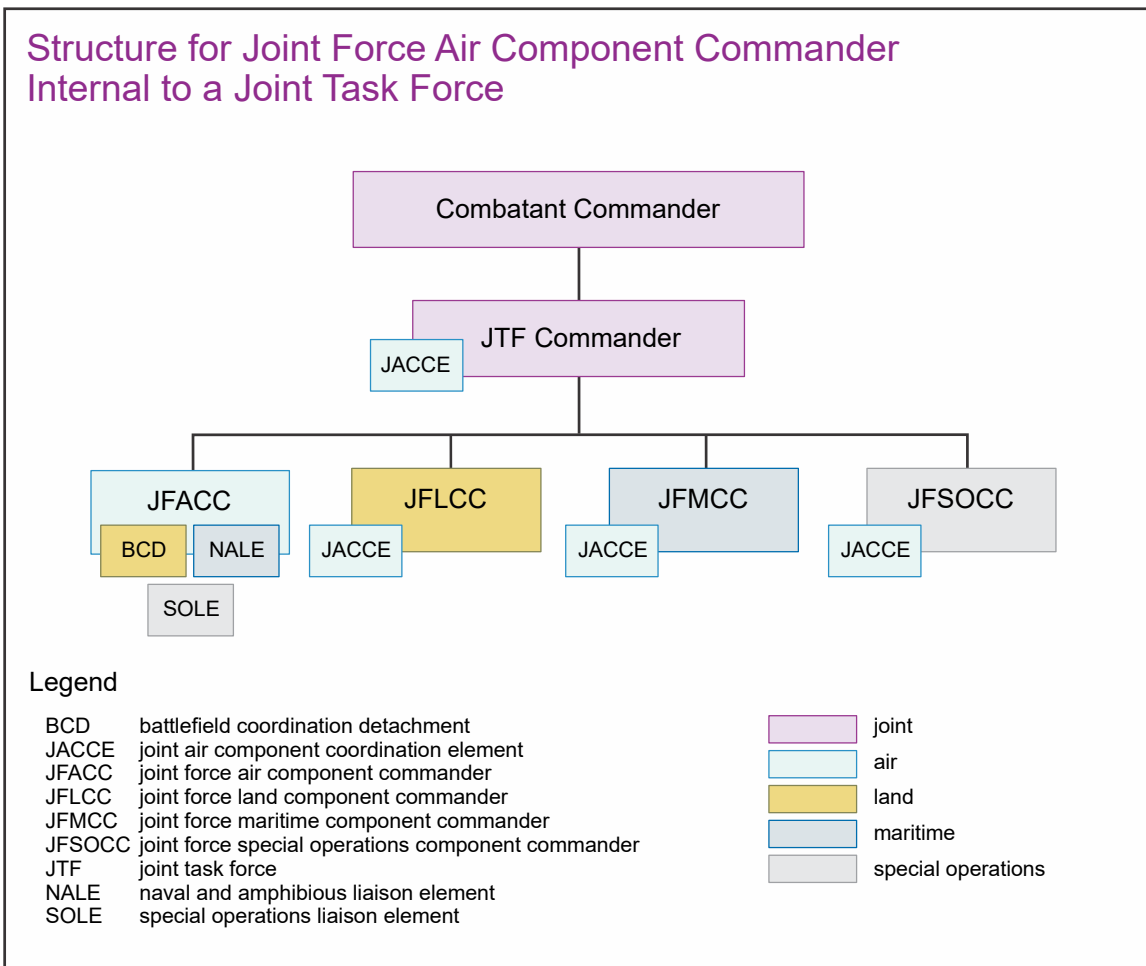 Structure for Joint Force Air Component Commander
Internal to a Joint Task Force
Combatant Commander
JTF Commander
JACCE
JFACC
BCD
NALE
SOLE
JFLCC
JACCE
JFMCC
JACCE
JFSOCC
JACCE
Legend
BCD battlefield coordination detachment
JACCE joint air component coordination element
JFACC joint force air component commander
JFLCC joint force land component commander
JFMCC joint force maritime component commander
JFSOCC joint force special operations component commander
JTF joint task force
NALE naval and amphibious liaison element
SOLE special operations liaison element
joint
air
land
maritime
special operations